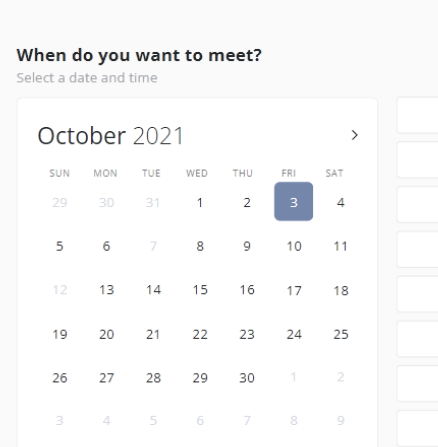 When do you want to meet?
Select a date and time
October 2021 >
SUN MON TUE WED THU FRI SAT
29 30 31 1 2 3 4
5 6 7 8 9 10 11
12 13 14 15 16 17 18
19 20 21 22 23 24 25
26 27 28 29 30 1 2
3 4 5 6 7 8 9